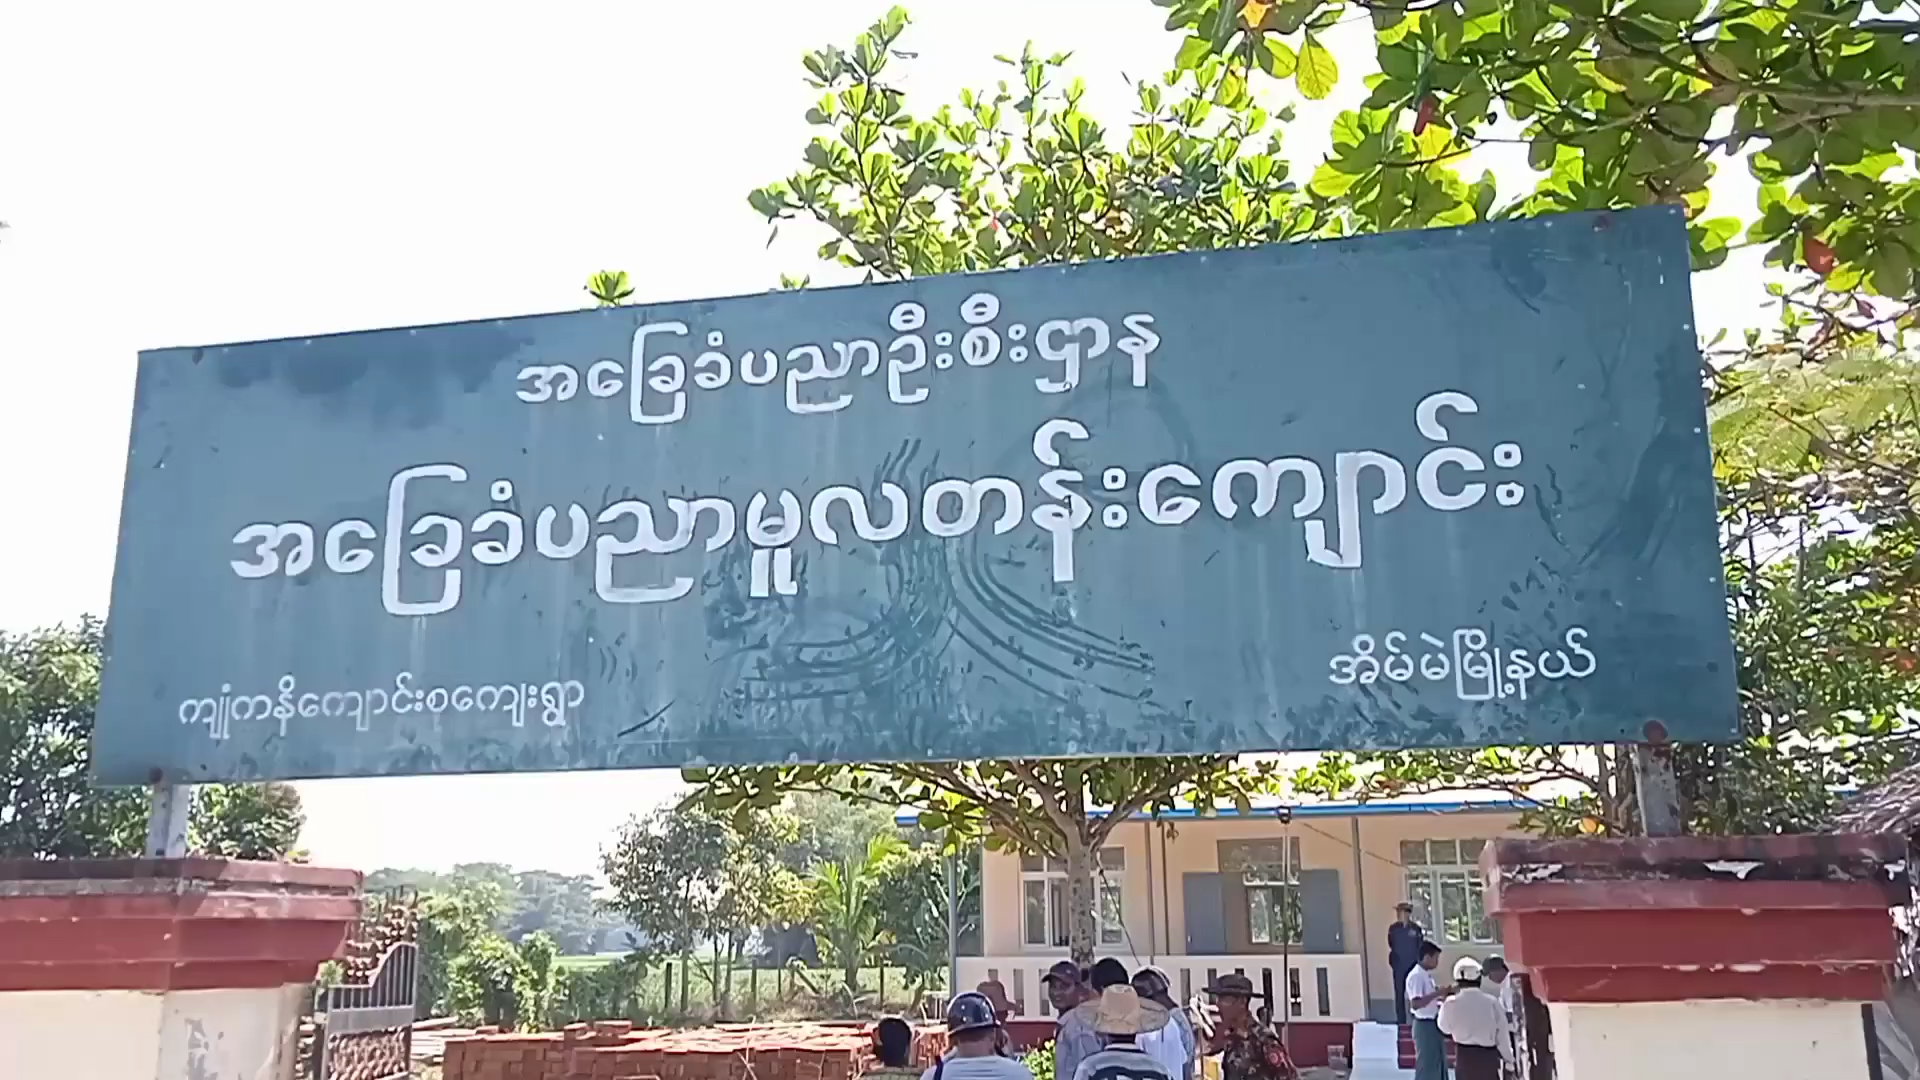 အခြေခံပညာဦးစီးဌာန
အခြေခံပညာမူလတန်းကျောင်း
ကျုံကနိကျောင်းစုကျေးရွာ
အိမ်မဲမြို့နယ်